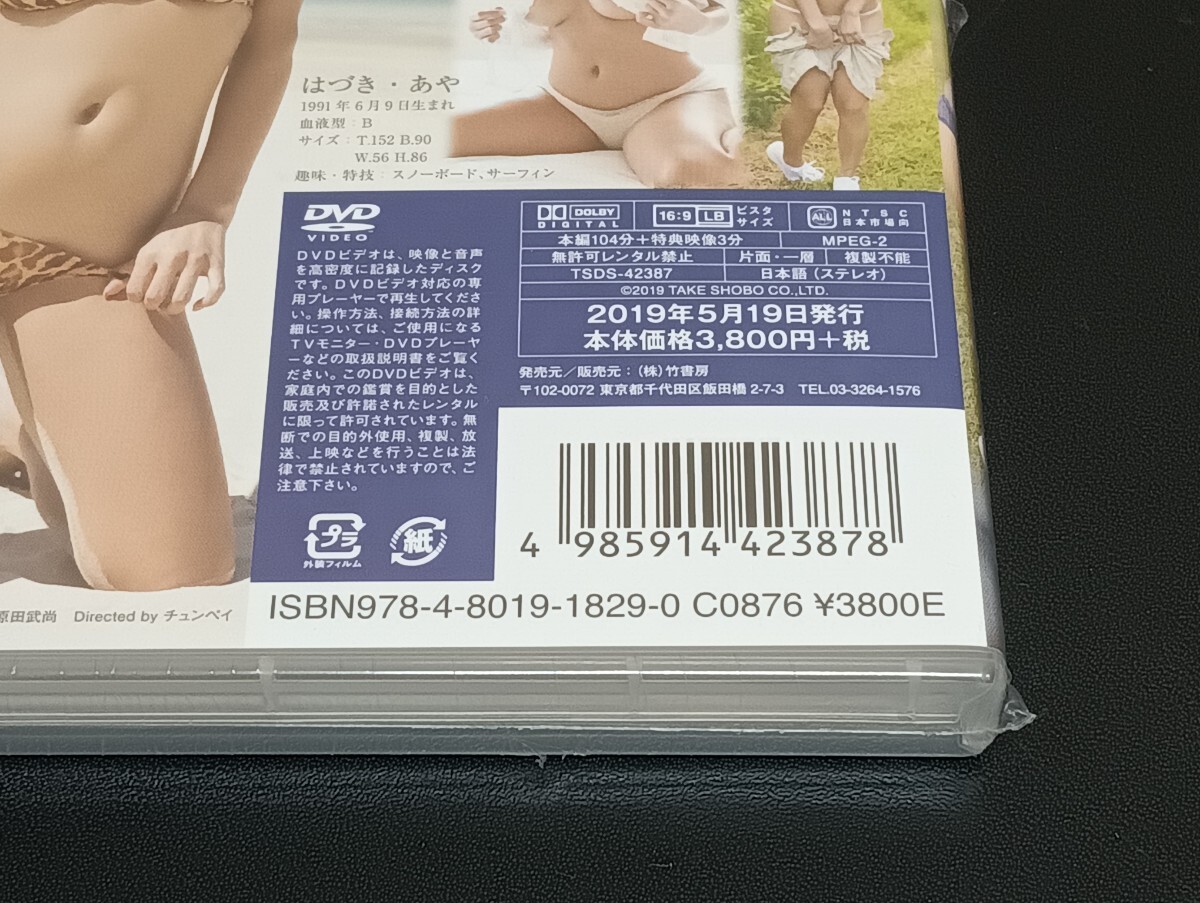 はづき・あや
1991年6月9日生まれ
血液型：B
サイズ：T.152 B.90
W.56 H.86
趣味・特技：スノーボード、サーフィン
DVD
VIDEO
DVDビデオは、映像と音声
を高密度に記録したディスク
です。DVDビデオ対応の専
用プレーヤーで再生してくださ
い。操作方法、接続方法の詳
細については、ご使用になる
TVモニター・DVDプレーヤ
ーなどの取扱説明書をご覧く
ださい。このDVDビデオは、
家庭内での鑑賞を目的とした
販売及び許諾されたレンタル
に限って許可されています。無
断での目的外使用、複製、放
送、上映などを行うことは法
律で禁止されていますので、ご
注意下さい。
プラ
外装フィルム
紙
DOLBY
DIGITAL
16:9 LB ビスタ
サイズ
ALL NTSC
日本市場向
本編104分＋特典映像3分 MPEG-2
無許可レンタル禁止 片面・一層 複製不能
TSDS-42387 日本語（ステレオ）
©2019 TAKE SHOBO CO.,LTD.
2019年5月19日発行
本体価格3,800円＋税
発売元／販売元：（株）竹書房
〒102-0072 東京都千代田区飯田橋 2-7-3 TEL.03-3264-1576
4 985914 423878
ISBN978-4-8019-1829-0 C0876 ¥3800E
原田武尚 Directed by チュンペイ